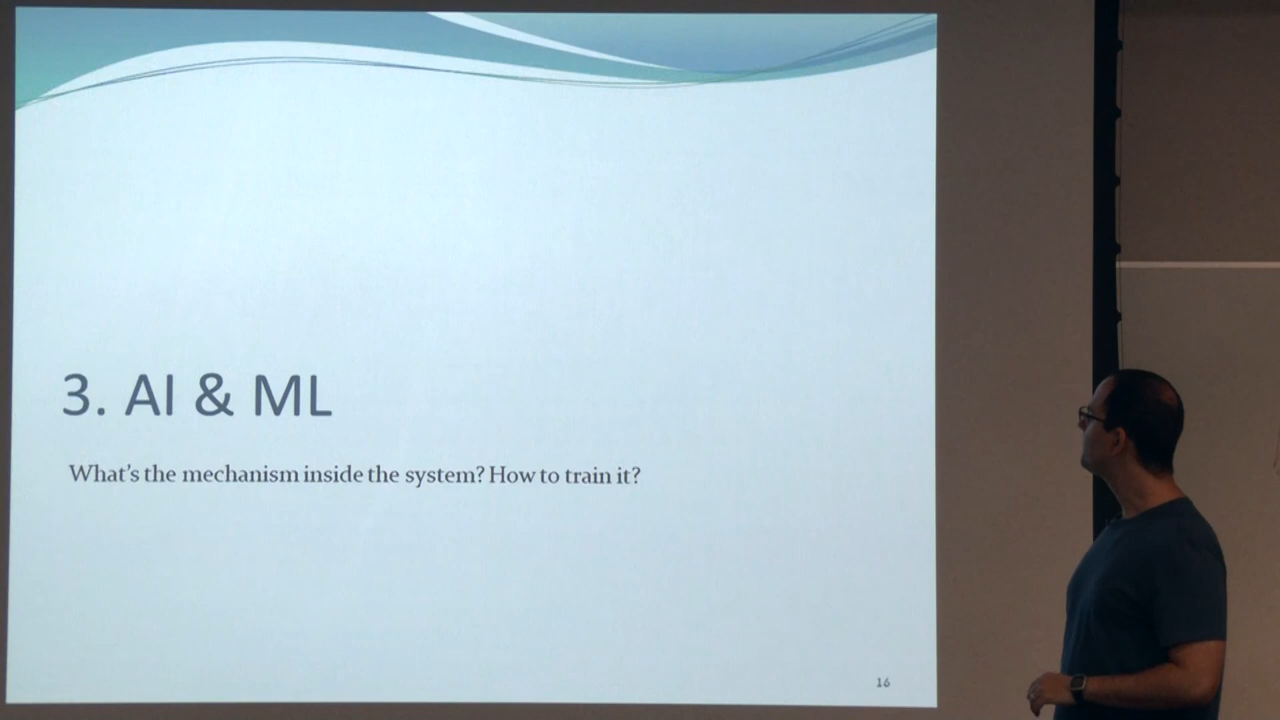 3. AI & ML
What's the mechanism inside the system? How to train it?
16